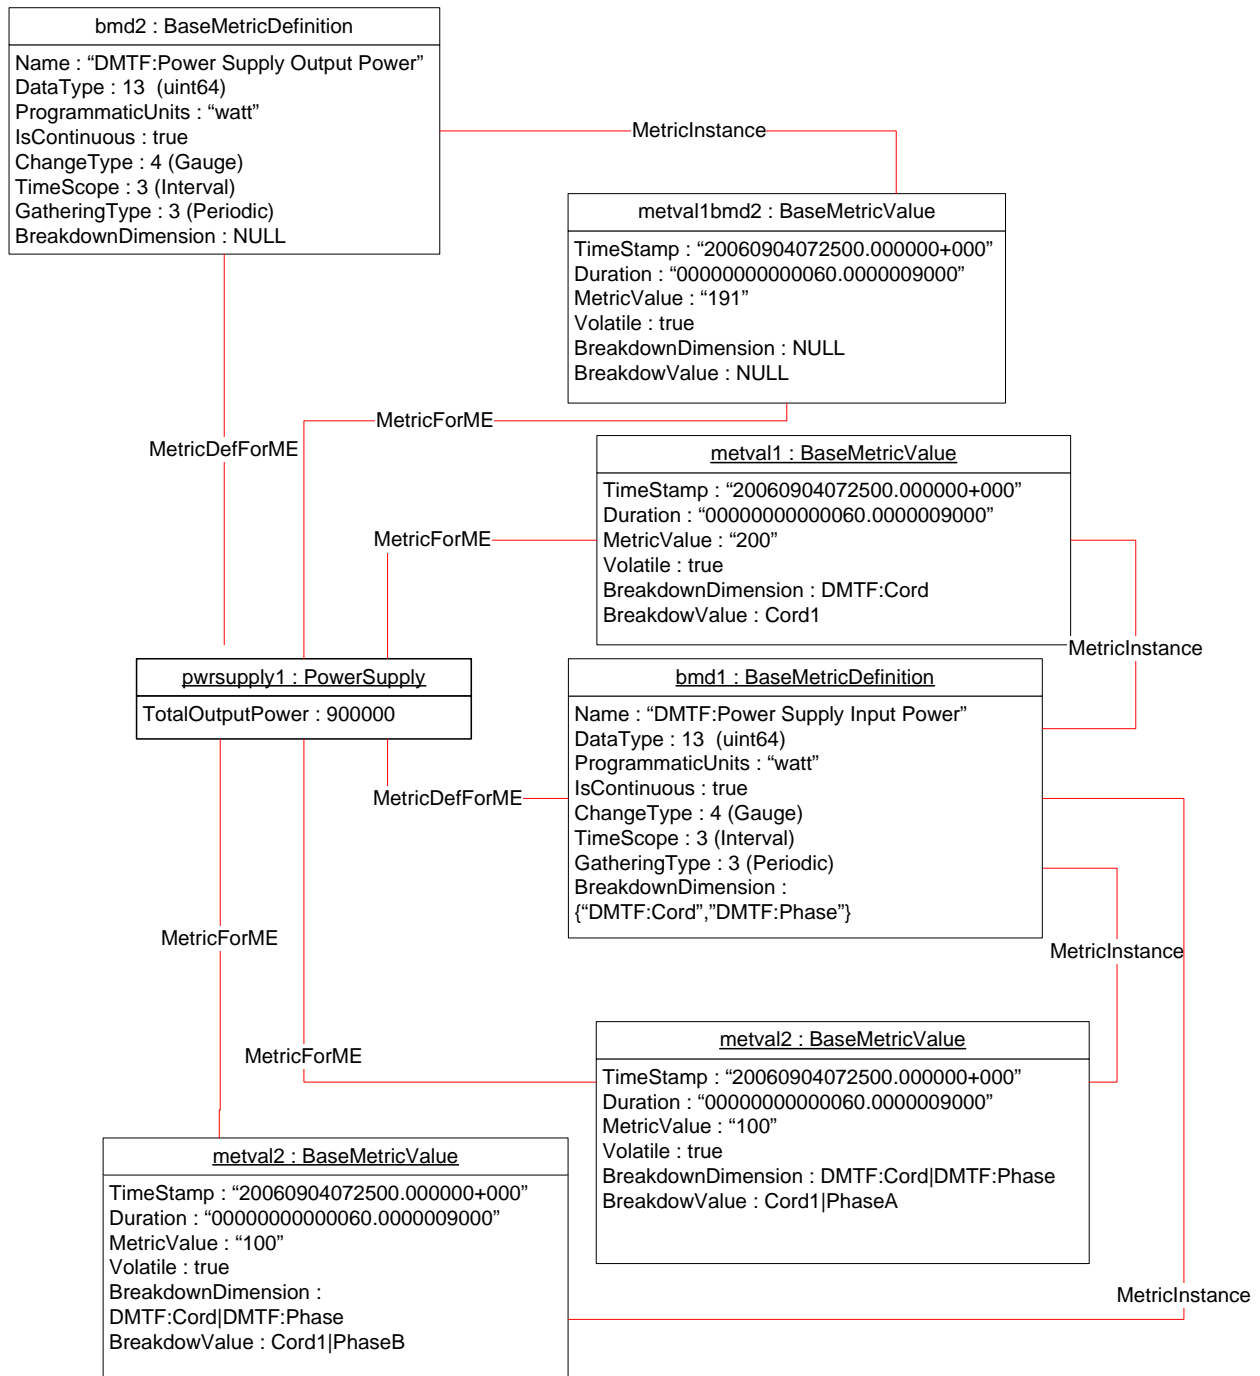 bmd2 : BaseMetricDefinition
Name : “DMTF:Power Supply Output Power”
DataType : 13  (uint64)
ProgrammaticUnits : “watt”
IsContinuous : true
ChangeType : 4 (Gauge)
TimeScope : 3 (Interval)
GatheringType : 3 (Periodic)
BreakdownDimension : NULL
MetricInstance
metval1bmd2 : BaseMetricValue
TimeStamp : “20060904072500.000000+000”
Duration : “00000000000060.0000009000”
MetricValue : “191”
Volatile : true
BreakdownDimension : NULL
BreakdowValue : NULL
MetricForME
MetricDefForME
metval1 : BaseMetricValue
TimeStamp : “20060904072500.000000+000”
Duration : “00000000000060.0000009000”
MetricValue : “200”
Volatile : true
BreakdownDimension : DMTF:Cord
BreakdowValue : Cord1
MetricForME
MetricInstance
pwrsupply1 : PowerSupply
TotalOutputPower : 900000
bmd1 : BaseMetricDefinition
Name : “DMTF:Power Supply Input Power”
DataType : 13  (uint64)
ProgrammaticUnits : “watt”
IsContinuous : true
ChangeType : 4 (Gauge)
TimeScope : 3 (Interval)
GatheringType : 3 (Periodic)
BreakdownDimension :
{“DMTF:Cord”,”DMTF:Phase”}
MetricDefForME
MetricForME
MetricInstance
MetricForME
metval2 : BaseMetricValue
TimeStamp : “20060904072500.000000+000”
Duration : “00000000000060.0000009000”
MetricValue : “100”
Volatile : true
BreakdownDimension : DMTF:Cord|DMTF:Phase
BreakdowValue : Cord1|PhaseA
metval2 : BaseMetricValue
TimeStamp : “20060904072500.000000+000”
Duration : “00000000000060.0000009000”
MetricValue : “100”
Volatile : true
BreakdownDimension :
DMTF:Cord|DMTF:Phase
BreakdowValue : Cord1|PhaseB
MetricInstance